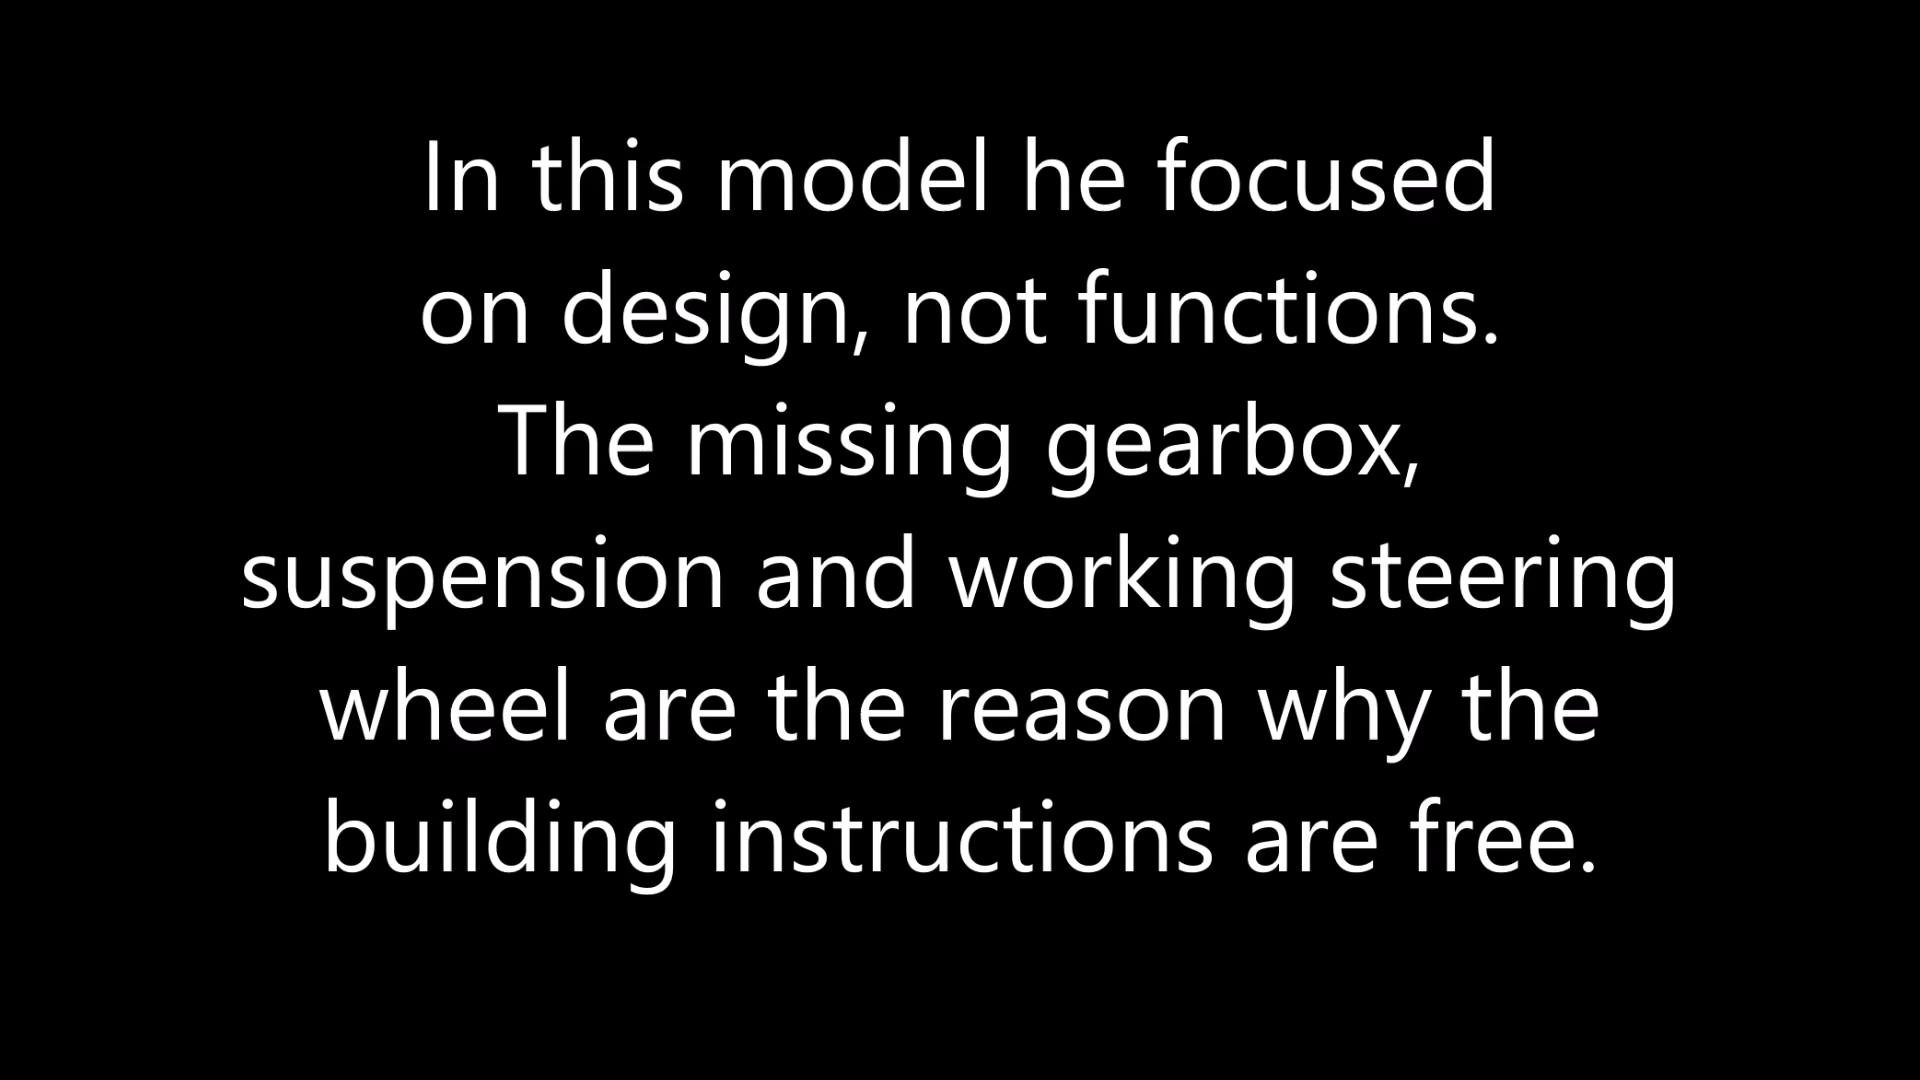 In this model he focused
on design, not functions.
The missing gearbox,
suspension and working steering
wheel are the reason why the
building instructions are free.